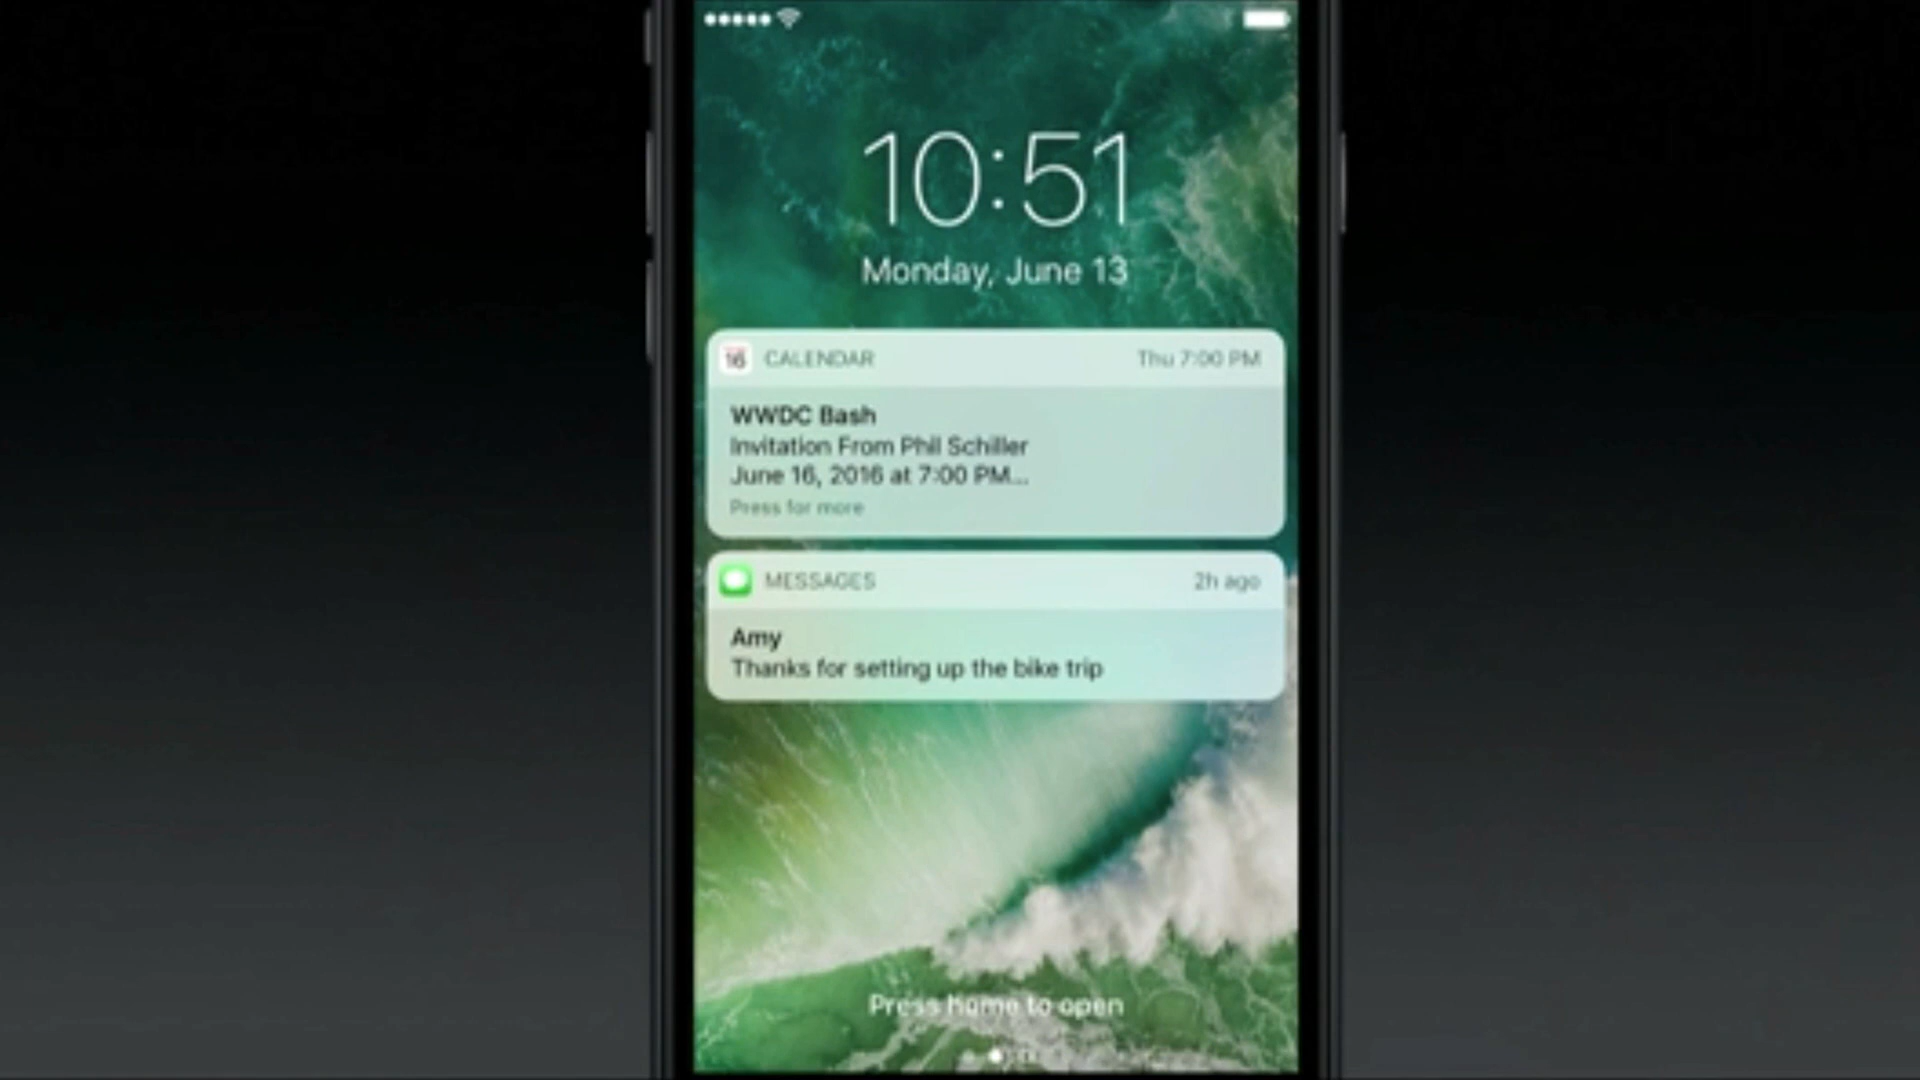 10:51
Monday, June 13
16 CALENDAR Thu 7:00 PM
WWDC Bash
Invitation From Phil Schiller
June 16, 2016 at 7:00 PM...
Press for more
MESSAGES 2h ago
Amy
Thanks for setting up the bike trip
Press home to open